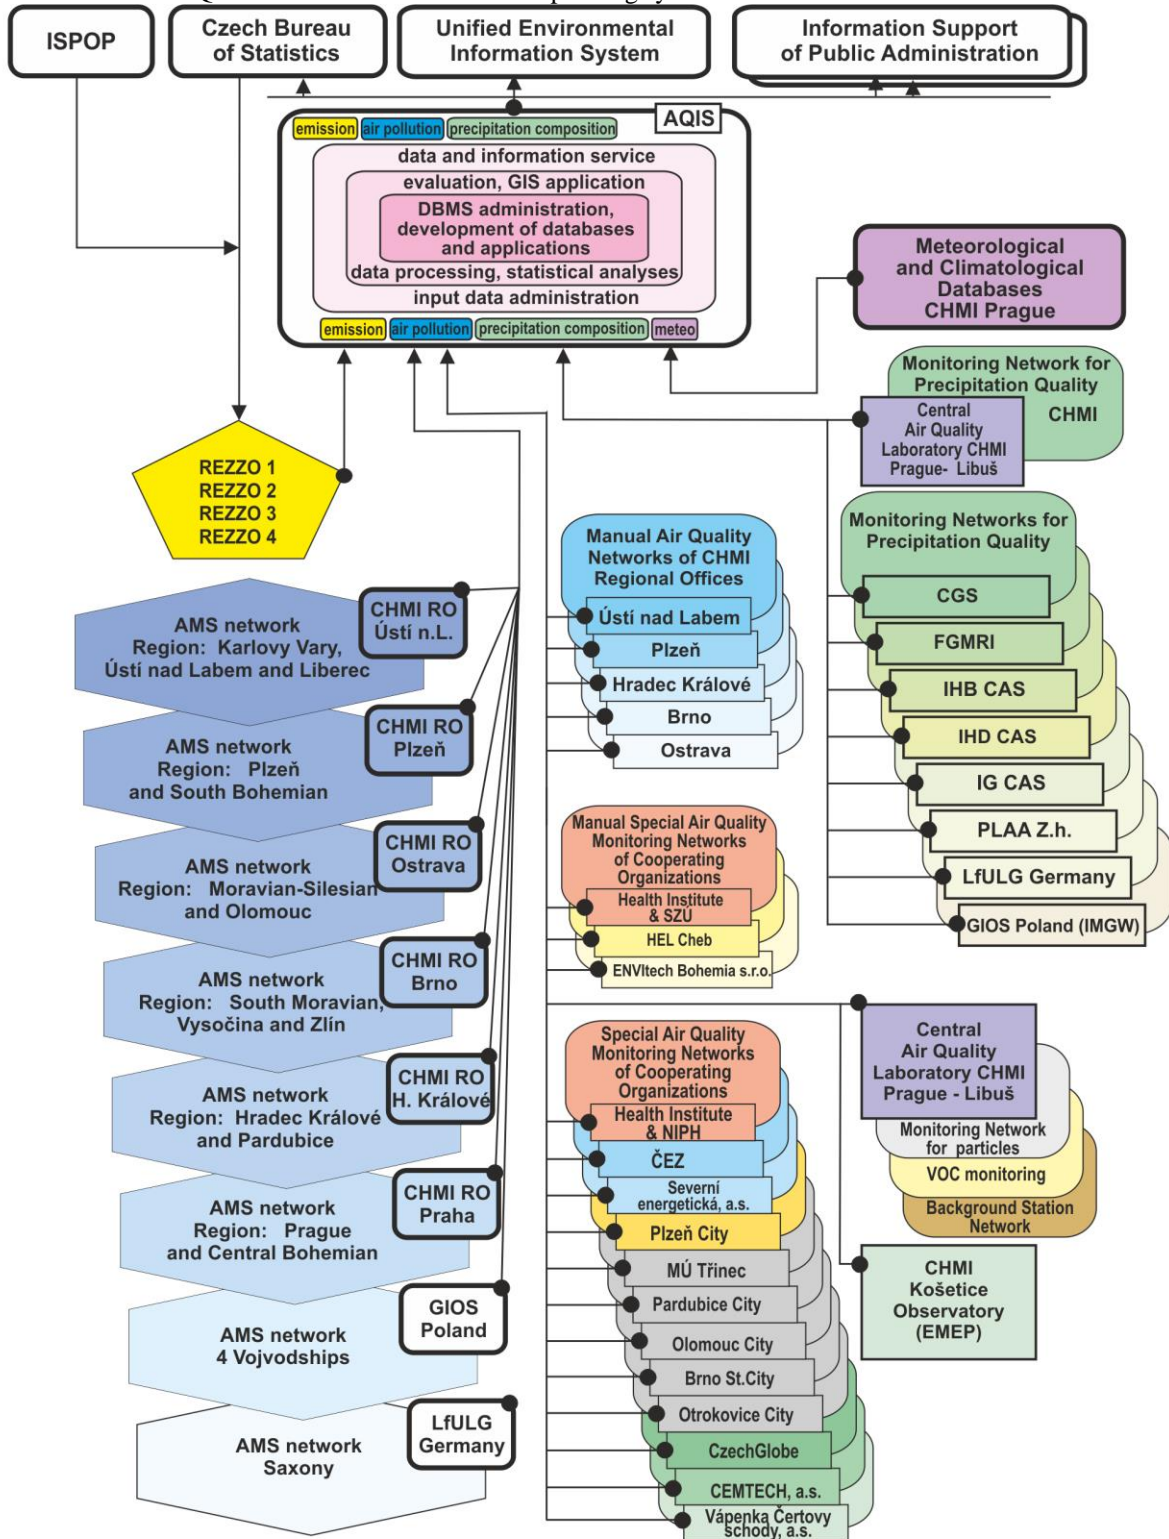 ISPOP
Czech Bureau
of Statistics
Unified Environmental
Information System
Information Support
of Public Administration
AQIS
emission
air pollution
precipitation composition
data and information service
evaluation, GIS application
DBMS administration,
development of databases
and applications
data processing, statistical analyses
input data administration
emission
air pollution
precipitation composition
meteo
Meteorological
and Climatological
Databases
CHMI Prague
Monitoring Network for
Precipitation Quality
CHMI
Central
Air Quality
Laboratory CHMI
Prague- Libuš
REZZO 1
REZZO 2
REZZO 3
REZZO 4
AMS network
Region: Karlovy Vary,
Ústí nad Labem and Liberec
CHMI RO
Ústí n.L.
AMS network
Region: Plzeň
and South Bohemian
CHMI RO
Plzeň
AMS network
Region: Moravian-Silesian
and Olomouc
CHMI RO
Ostrava
AMS network
Region: South Moravian,
Vysočina and Zlín
CHMI RO
Brno
AMS network
Region: Hradec Králové
and Pardubice
CHMI RO
H. Králové
AMS network
Region: Prague
and Central Bohemian
CHMI RO
Praha
AMS network
4 Vojvodships
GIOS
Poland
AMS network
Saxony
LfULG
Germany
Manual Air Quality
Networks of CHMI
Regional Offices
Ústí nad Labem
Plzeň
Hradec Králové
Brno
Ostrava
Manual Special Air Quality
Monitoring Networks
of Cooperating
Organizations
Health Institute
& SZÚ
HEL Cheb
ENVItech Bohemia s.r.o.
Special Air Quality
Monitoring Networks
of Cooperating
Organizations
Health Institute
& NIPH
ČEZ
Severní
energetická, a.s.
Plzeň City
MÚ Třinec
Pardubice City
Olomouc City
Brno St.City
Otrokovice City
CzechGlobe
CEMTECH, a.s.
Vápenka Čertovy
schody, a.s.
Monitoring Networks for
Precipitation Quality
CGS
FGMRI
IHB CAS
IHD CAS
IG CAS
PLAA Z.h.
LfULG Germany
GIOS Poland (IMGW)
Central
Air Quality
Laboratory CHMI
Prague - Libuš
Monitoring Network
for particles
VOC monitoring
Background Station
Network
CHMI
Košetice
Observatory
(EMEP)